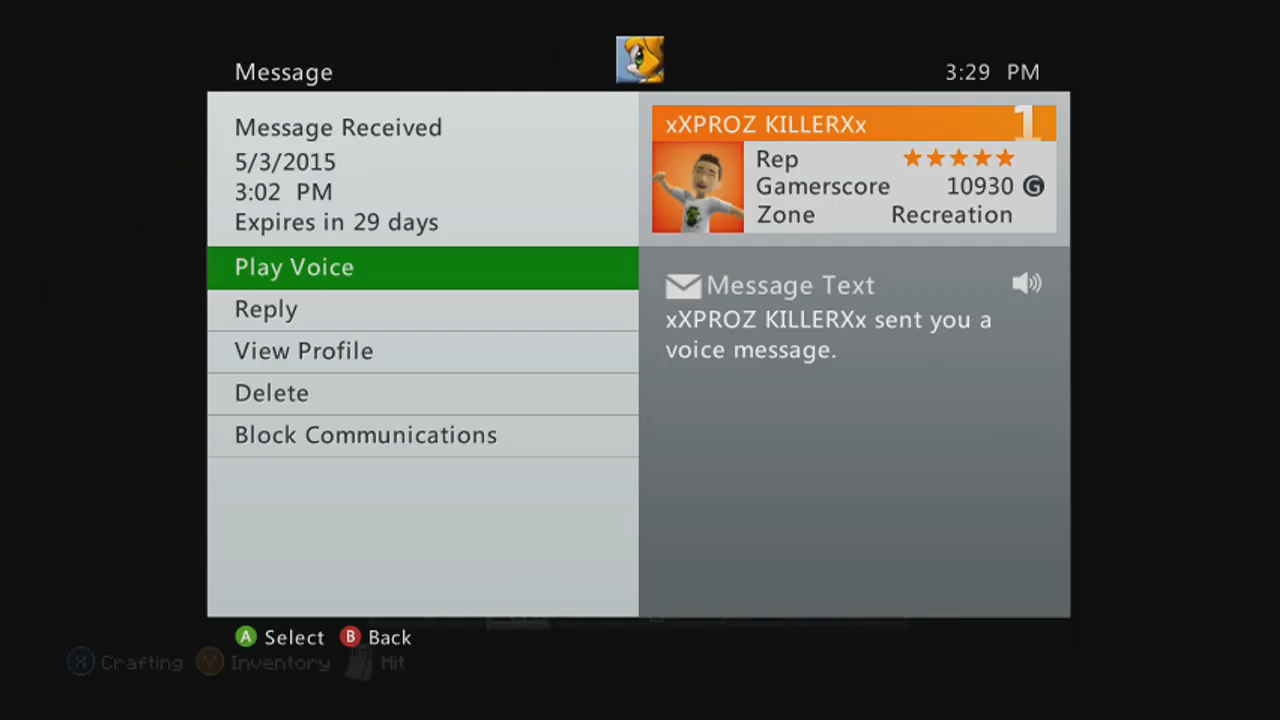 Message
3:29 PM
Message Received
5/3/2015
3:02 PM
Expires in 29 days
Play Voice
Reply
View Profile
Delete
Block Communications
xXPROZ KILLERXx
1
Rep
Gamerscore 10930 G
Zone Recreation
Message Text
xXPROZ KILLERXx sent you a
voice message.
A Select B Back
X Crafting Y Inventory Hit